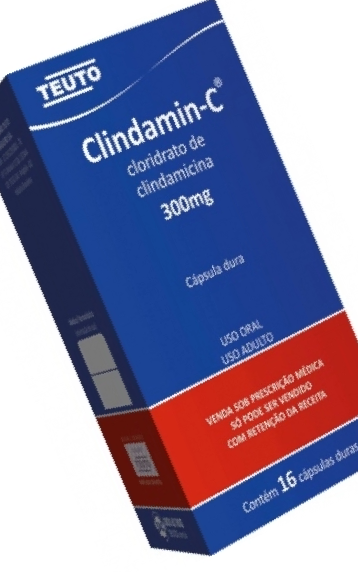 TEUTO
Clindamin-C®
cloridrato de
clindamicina
300mg
Cápsula dura
USO ORAL
USO ADULTO
VENDA SOB PRESCRIÇÃO MÉDICA
SÓ PODE SER VENDIDO
COM RETENÇÃO DA RECEITA
Contém 16 cápsulas duras